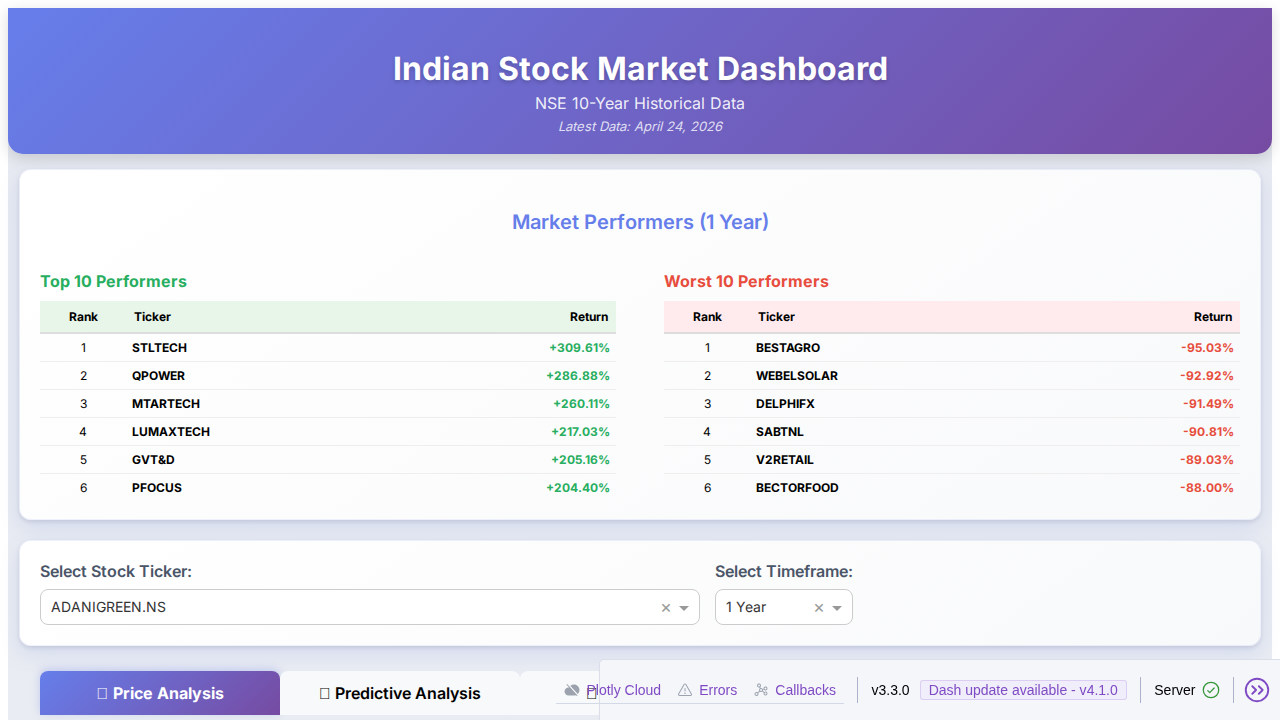 Indian Stock Market Dashboard
NSE 10-Year Historical Data
Latest Data: April 24, 2026
Market Performers (1 Year)
Top 10 Performers
Rank Ticker Return
1 STLTECH +309.61%
2 QPOWER +286.88%
3 MTARTECH +260.11%
4 LUMAXTECH +217.03%
5 GVT&D +205.16%
6 PFOCUS +204.40%
Worst 10 Performers
Rank Ticker Return
1 BESTAGRO -95.03%
2 WEBELSOLAR -92.92%
3 DELPHIFX -91.49%
4 SABTNL -90.81%
5 V2RETAIL -89.03%
6 BECTORFOOD -88.00%
Select Stock Ticker:
ADANIGREEN.NS
Select Timeframe:
1 Year
Price Analysis
Predictive Analysis
Plotly Cloud Errors Callbacks v3.3.0 Dash update available - v4.1.0 Server